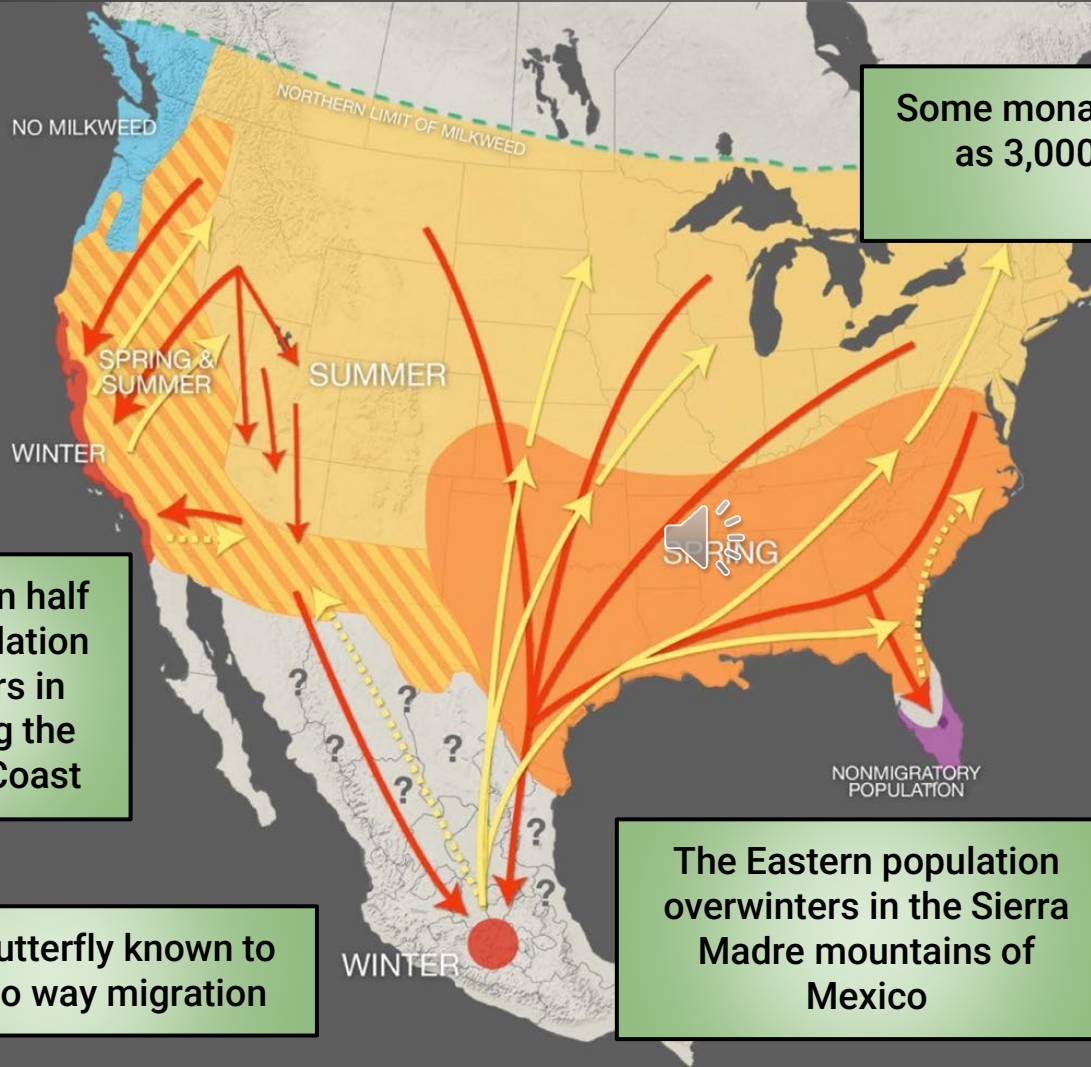 NO MILKWEED
NORTHERN LIMIT OF MILKWEED
Some mona
as 3,000
SPRING &
SUMMER
SUMMER
WINTER
SPRING
n half
lation
rs in
g the
Coast
?
?
?
?
?
?
?
NONMIGRATORY
POPULATION
The Eastern population
overwinters in the Sierra
Madre mountains of
Mexico
utterfly known to
o way migration
WINTER